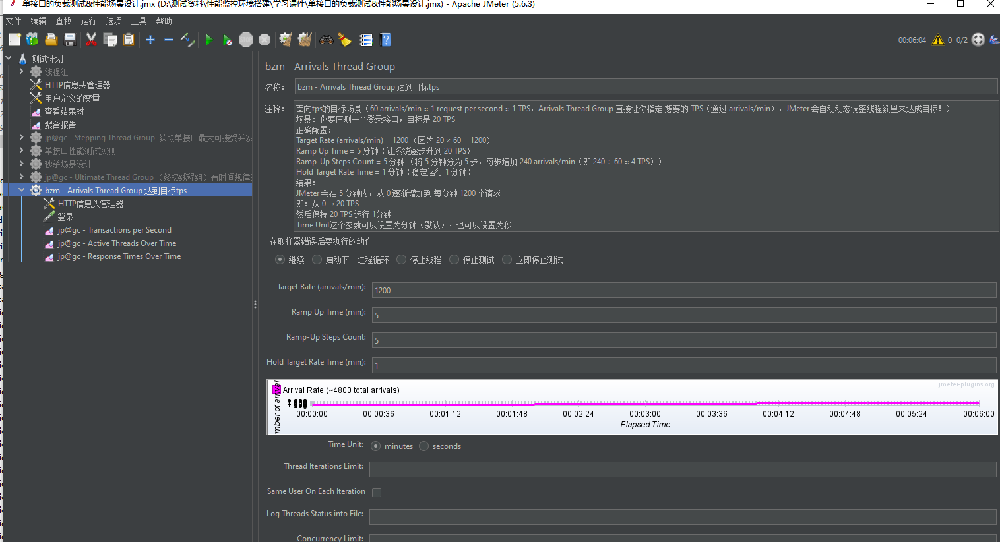 单接口的负载测试&性能场景设计.jmx (D:\测试资料\性能监控环境搭建\学习课件\单接口的负载测试&性能场景设计.jmx) - Apache JMeter (5.6.3)
文件 编辑 查找 运行 选项 工具 帮助
STOP
00:06:04 0 0/2
测试计划
线程组
HTTP信息头管理器
用户定义的变量
查看结果树
聚合报告
jp@gc - Stepping Thread Group 获取单接口最大可接受并发
单接口性能测试实测
秒杀场景设计
jp@gc - Ultimate Thread Group（终极线程组）有时间规律的
bzm - Arrivals Thread Group 达到目标tps
HTTP信息头管理器
登录
jp@gc - Transactions per Second
jp@gc - Active Threads Over Time
jp@gc - Response Times Over Time
bzm - Arrivals Thread Group
名称： bzm - Arrivals Thread Group 达到目标tps
注释： 面向tps的目标场景（60 arrivals/min ≈ 1 request per second ≈ 1 TPS，Arrivals Thread Group 直接让你指定 想要的 TPS（通过 arrivals/min），JMeter 会自动动态调整线程数量来达成目标！）
场景：你要压测一个登录接口，目标是 20 TPS
正确配置：
Target Rate (arrivals/min) = 1200（因为 20 × 60 = 1200）
Ramp Up Time = 5 分钟（让系统逐步升到 20 TPS）
Ramp-Up Steps Count = 5 分钟 （将 5 分钟分为 5 步，每步增加 240 arrivals/min（即 240 ÷ 60 ≈ 4 TPS））
Hold Target Rate Time = 1 分钟（稳定运行 1 分钟）
结果：
JMeter 会在 5 分钟内，从 0 逐渐增加到 每分钟 1200 个请求
即：从 0 → 20 TPS
然后保持 20 TPS 运行 1分钟
Time Unit这个参数可以设置为分钟（默认），也可以设置为秒
在取样器错误后要执行的动作
继续 启动下一进程循环 停止线程 停止测试 立即停止测试
Target Rate (arrivals/min): 1200
Ramp Up Time (min): 5
Ramp-Up Steps Count: 5
Hold Target Rate Time (min): 1
jmeter-plugins.org
Arrival Rate (~4800 total arrivals)
00:00:00 00:00:36 00:01:12 00:01:48 00:02:24 00:03:00 00:03:36 00:04:12 00:04:48 00:05:24 00:06:00
Elapsed Time
Time Unit: minutes seconds
Thread Iterations Limit:
Same User On Each Iteration
Log Threads Status into File:
Concurrency Limit: